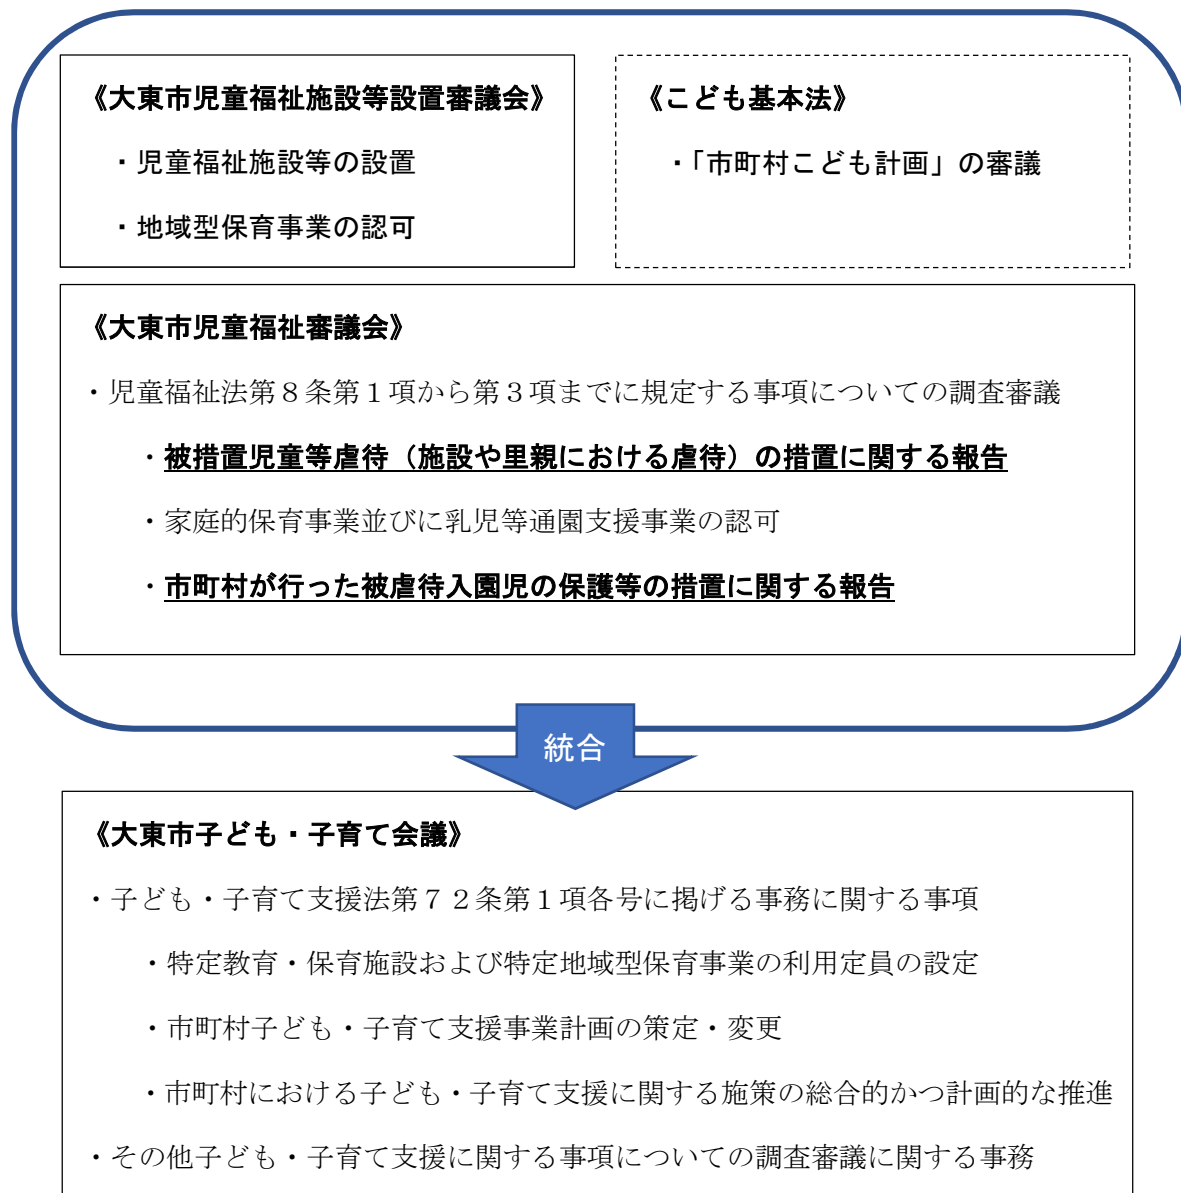 《大東市児童福祉施設等設置審議会》
・児童福祉施設等の設置
・地域型保育事業の認可
《こども基本法》
・「市町村こども計画」の審議
《大東市児童福祉審議会》
・児童福祉法第８条第１項から第３項までに規定する事項についての調査審議
・被措置児童等虐待（施設や里親における虐待）の措置に関する報告
・家庭的保育事業並びに乳児等通園支援事業の認可
・市町村が行った被虐待入園児の保護等の措置に関する報告
統合
《大東市子ども・子育て会議》
・子ども・子育て支援法第７２条第１項各号に掲げる事務に関する事項
・特定教育・保育施設および特定地域型保育事業の利用定員の設定
・市町村子ども・子育て支援事業計画の策定・変更
・市町村における子ども・子育て支援に関する施策の総合的かつ計画的な推進
・その他子ども・子育て支援に関する事項についての調査審議に関する事務